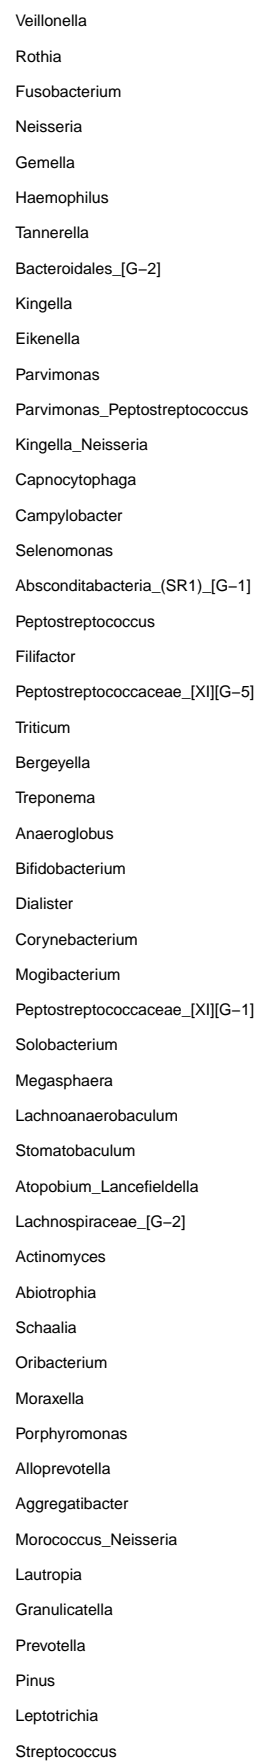 Veillonella
Rothia
Fusobacterium
Neisseria
Gemella
Haemophilus
Tannerella
Bacteroidales_[G−2]
Kingella
Eikenella
Parvimonas
Parvimonas_Peptostreptococcus
Kingella_Neisseria
Capnocytophaga
Campylobacter
Selenomonas
Absconditabacteria_(SR1)_[G−1]
Peptostreptococcus
Filifactor
Peptostreptococcaceae_[XI][G−5]
Triticum
Bergeyella
Treponema
Anaeroglobus
Bifidobacterium
Dialister
Corynebacterium
Mogibacterium
Peptostreptococcaceae_[XI][G−1]
Solobacterium
Megasphaera
Lachnoanaerobaculum
Stomatobaculum
Atopobium_Lancefieldella
Lachnospiraceae_[G−2]
Actinomyces
Abiotrophia
Schaalia
Oribacterium
Moraxella
Porphyromonas
Alloprevotella
Aggregatibacter
Morococcus_Neisseria
Lautropia
Granulicatella
Prevotella
Pinus
Leptotrichia
Streptococcus